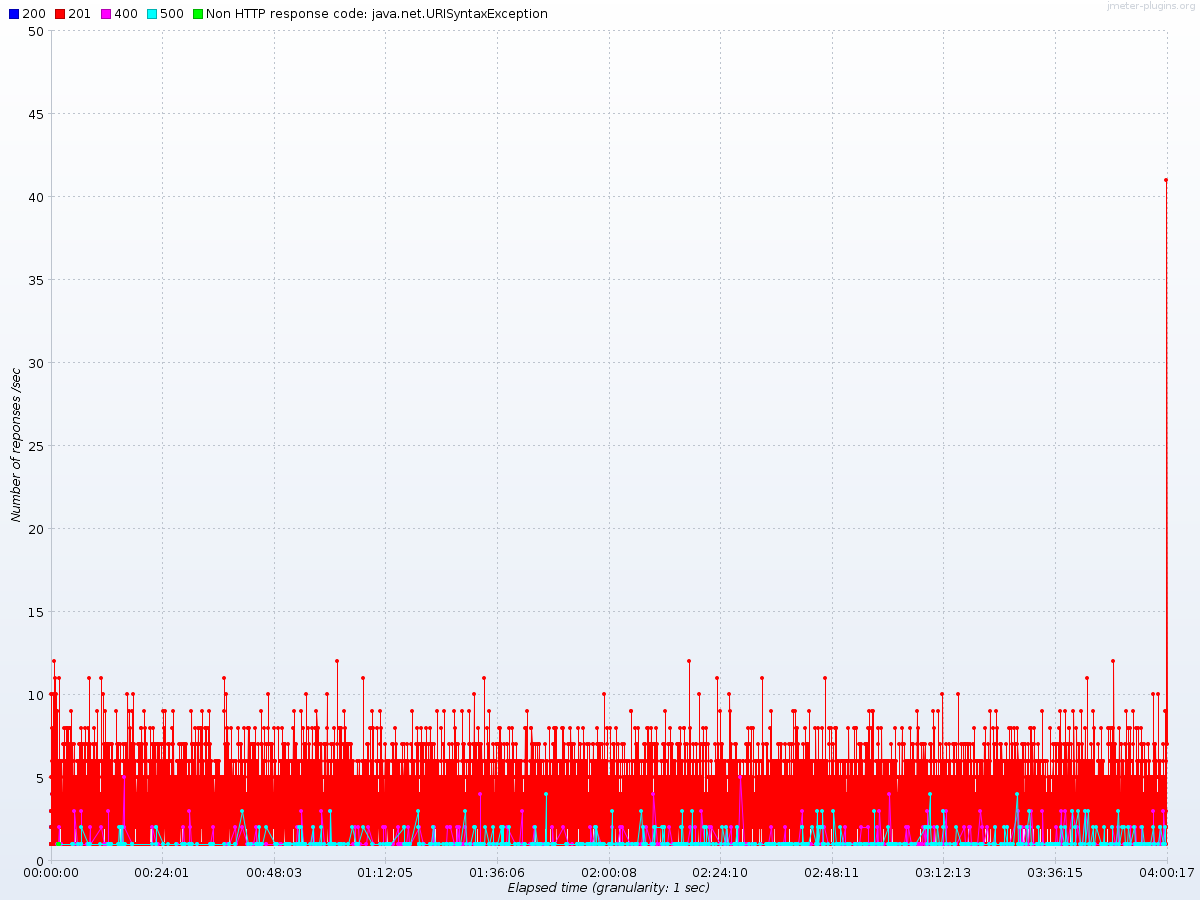 200 201 400 500 Non HTTP response code: java.net.URISyntaxException
jmeter-plugins.org
50
45
40
35
30
25
20
15
10
5
0
Number of reponses /sec
00:00:00 00:24:01 00:48:03 01:12:05 01:36:06 02:00:08 02:24:10 02:48:11 03:12:13 03:36:15 04:00:17
Elapsed time (granularity: 1 sec)